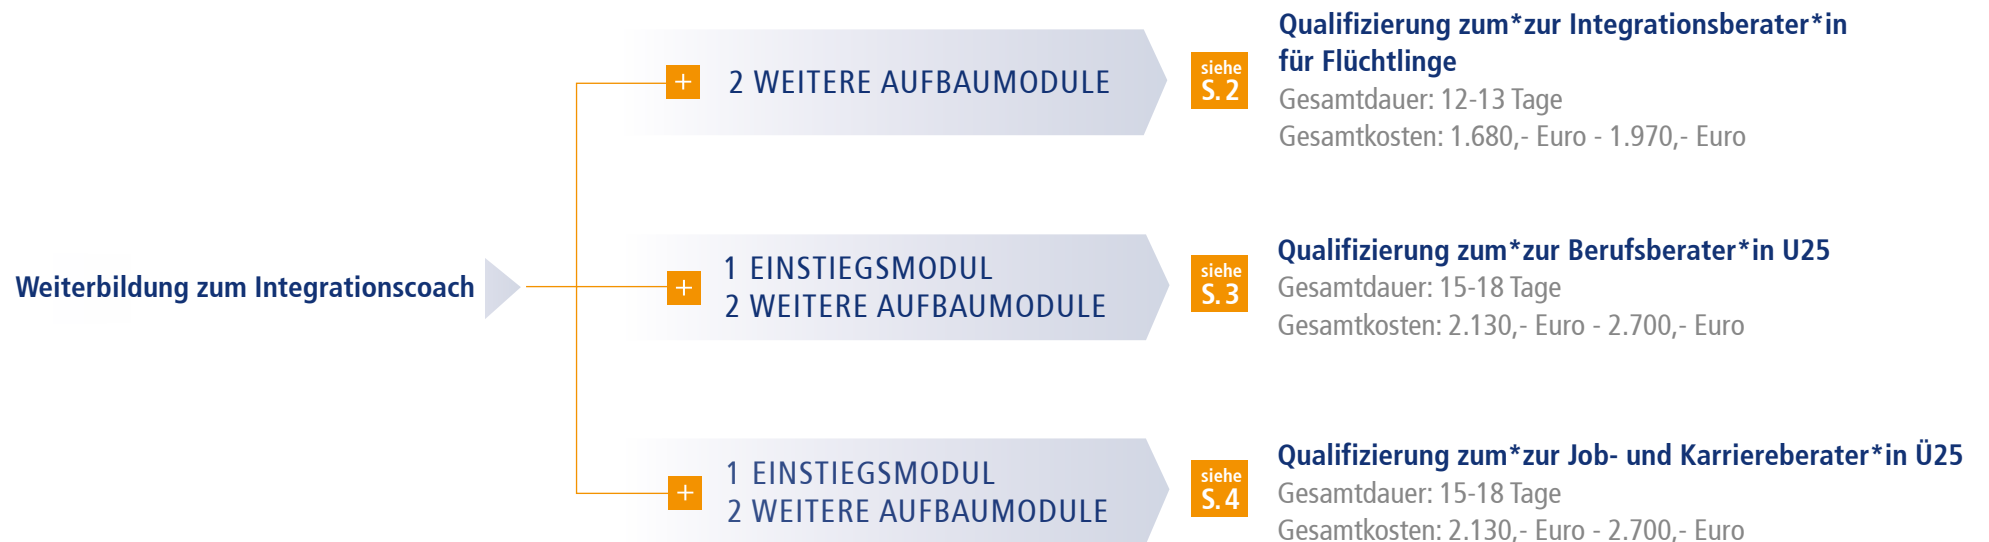 Weiterbildung zum Integrationscoach
+
2 WEITERE AUFBAUMODULE
siehe
S. 2
Qualifizierung zum*zur Integrationsberater*in
für Flüchtlinge
Gesamtdauer: 12-13 Tage
Gesamtkosten: 1.680,- Euro - 1.970,- Euro
+
1 EINSTIEGSMODUL
2 WEITERE AUFBAUMODULE
siehe
S. 3
Qualifizierung zum*zur Berufsberater*in U25
Gesamtdauer: 15-18 Tage
Gesamtkosten: 2.130,- Euro - 2.700,- Euro
+
1 EINSTIEGSMODUL
2 WEITERE AUFBAUMODULE
siehe
S. 4
Qualifizierung zum*zur Job- und Karriereberater*in Ü25
Gesamtdauer: 15-18 Tage
Gesamtkosten: 2.130,- Euro - 2.700,- Euro